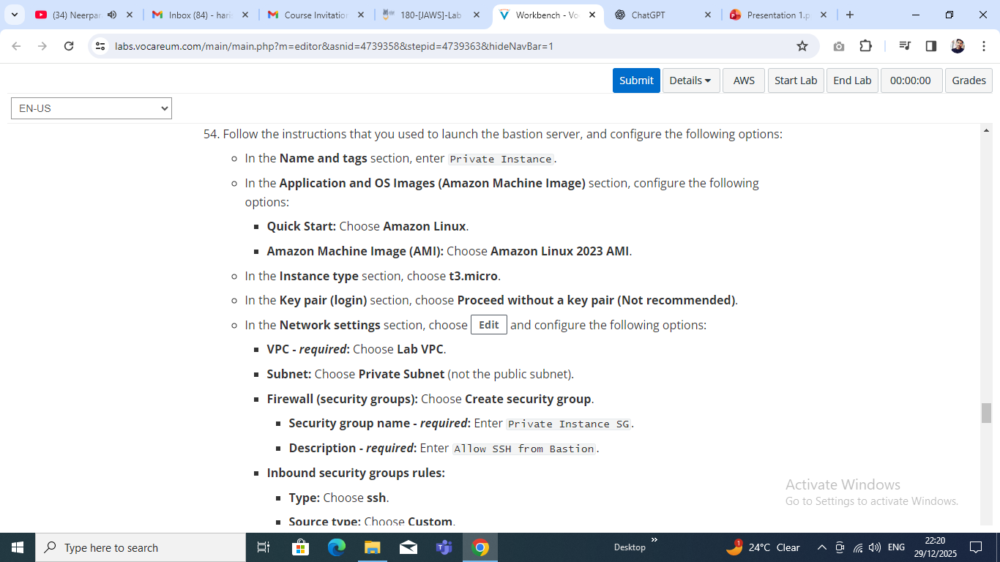 (34) Neerpar
Inbox (84) - haris
Course Invitation
180-[JAWS]-Lab
Workbench - Vo
ChatGPT
Presentation 1.p
labs.vocareum.com/main/main.php?m=editor&asnid=4739358&stepid=4739363&hideNavBar=1
Submit Details AWS Start Lab End Lab 00:00:00 Grades
EN-US
54. Follow the instructions that you used to launch the bastion server, and configure the following options:
In the Name and tags section, enter Private Instance.
In the Application and OS Images (Amazon Machine Image) section, configure the following
options:
Quick Start: Choose Amazon Linux.
Amazon Machine Image (AMI): Choose Amazon Linux 2023 AMI.
In the Instance type section, choose t3.micro.
In the Key pair (login) section, choose Proceed without a key pair (Not recommended).
In the Network settings section, choose Edit and configure the following options:
VPC - required: Choose Lab VPC.
Subnet: Choose Private Subnet (not the public subnet).
Firewall (security groups): Choose Create security group.
Security group name - required: Enter Private Instance SG.
Description - required: Enter Allow SSH from Bastion.
Inbound security groups rules:
Type: Choose ssh.
Source type: Choose Custom.
Activate Windows
Go to Settings to activate Windows.
Type here to search
Desktop
1
24°C Clear
ENG
22:20
29/12/2025